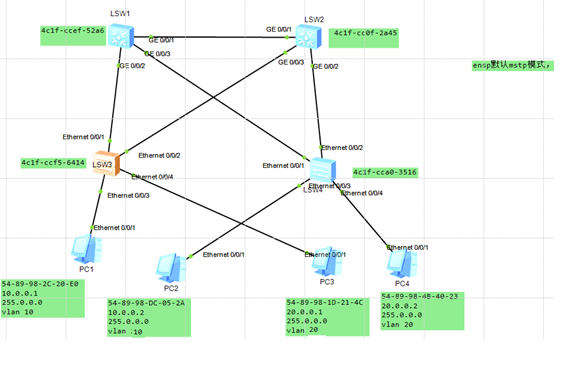 LSW1
LSW2
4c1f-ccef-52a6
GE 0/0/1
GE 0/0/1
4c1f-cc0f-2a45
GE 0/0/3
GE 0/0/2
GE 0/0/3
GE 0/0/2
ensp默认mstp模式,
Ethernet 0/0/1
Ethernet 0/0/2
Ethernet 0/0/2
4c1f-ccf5-6414
LSW3
Ethernet 0/0/1
4c1f-cca0-3516
Ethernet 0/0/4
Ethernet 0/0/3
LSW4
Ethernet 0/0/3
Ethernet 0/0/4
Ethernet 0/0/1
Ethernet 0/0/1
Ethernet 0/0/1
Ethernet 0/0/1
PC1
PC2
PC3
PC4
54-89-98-2C-20-E0
10.0.0.1
255.0.0.0
vlan 10
54-89-98-DC-05-2A
10.0.0.2
255.0.0.0
vlan 10
54-89-98-1D-21-4C
20.0.0.1
255.0.0.0
vlan 20
54-89-98-4B-40-23
20.0.0.2
255.0.0.0
vlan 20